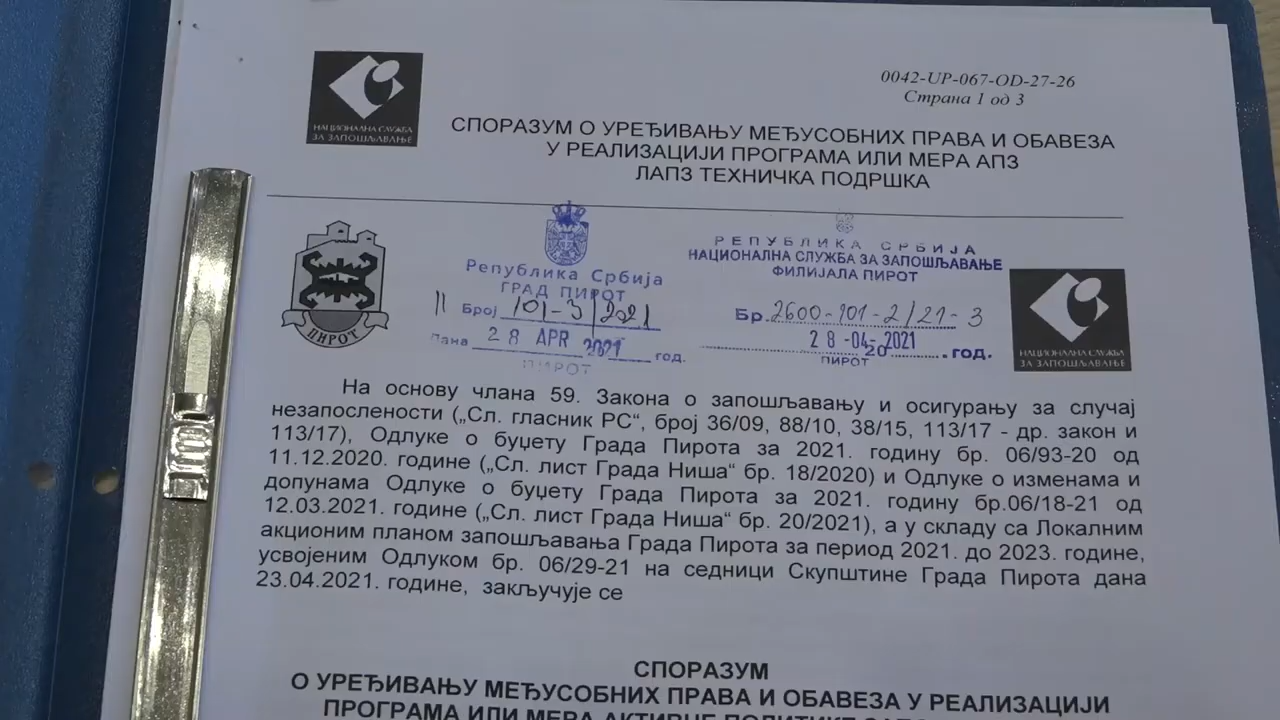 НАЦИОНАЛНА СЛУЖБА
ЗА ЗАПОШЉАВАЊЕ
0042-UP-067-OD-27-26
Страна 1 од 3
СПОРАЗУМ О УРЕЂИВАЊУ МЕЂУСОБНИХ ПРАВА И ОБАВЕЗА
У РЕАЛИЗАЦИЈИ ПРОГРАМА ИЛИ МЕРА АПЗ
ЛАПЗ ТЕХНИЧКА ПОДРШКА
ПИРОТ
Република Србија
ГРАД ПИРОТ
II Број 101-3/2021
Дана 28 APR 2021 год.
ПИРОТ
РЕПУБЛИКА СРБИЈА
НАЦИОНАЛНА СЛУЖБА ЗА ЗАПОШЉАВАЊЕ
ФИЛИЈАЛА ПИРОТ
Бр. 2600-101-2/21-3
28-04-2021
20 . год.
ПИРОТ
НАЦИОНАЛНА СЛУЖБА
ЗА ЗАПОШЉАВАЊЕ
На основу члана 59. Закона о запошљавању и осигурању за случај
незапослености („Сл. гласник РС“, број 36/09, 88/10, 38/15, 113/17 - др. закон и
113/17), Одлуке о буџету Града Пирота за 2021. годину бр. 06/93-20 од
11.12.2020. године („Сл. лист Града Ниша“ бр. 18/2020) и Одлуке о изменама и
допунама Одлуке о буџету Града Пирота за 2021. годину бр.06/18-21 од
12.03.2021. године („Сл. лист Града Ниша“ бр. 20/2021), а у складу са Локалним
акционим планом запошљавања Града Пирота за период 2021. до 2023. године,
усвојеним Одлуком бр. 06/29-21 на седници Скупштине Града Пирота дана
23.04.2021. године, закључује се
СПОРАЗУМ
О УРЕЂИВАЊУ МЕЂУСОБНИХ ПРАВА И ОБАВЕЗА У РЕАЛИЗАЦИЈИ
ПРОГРАМА ИЛИ МЕРА АКТИВНЕ ПОЛИТИКЕ